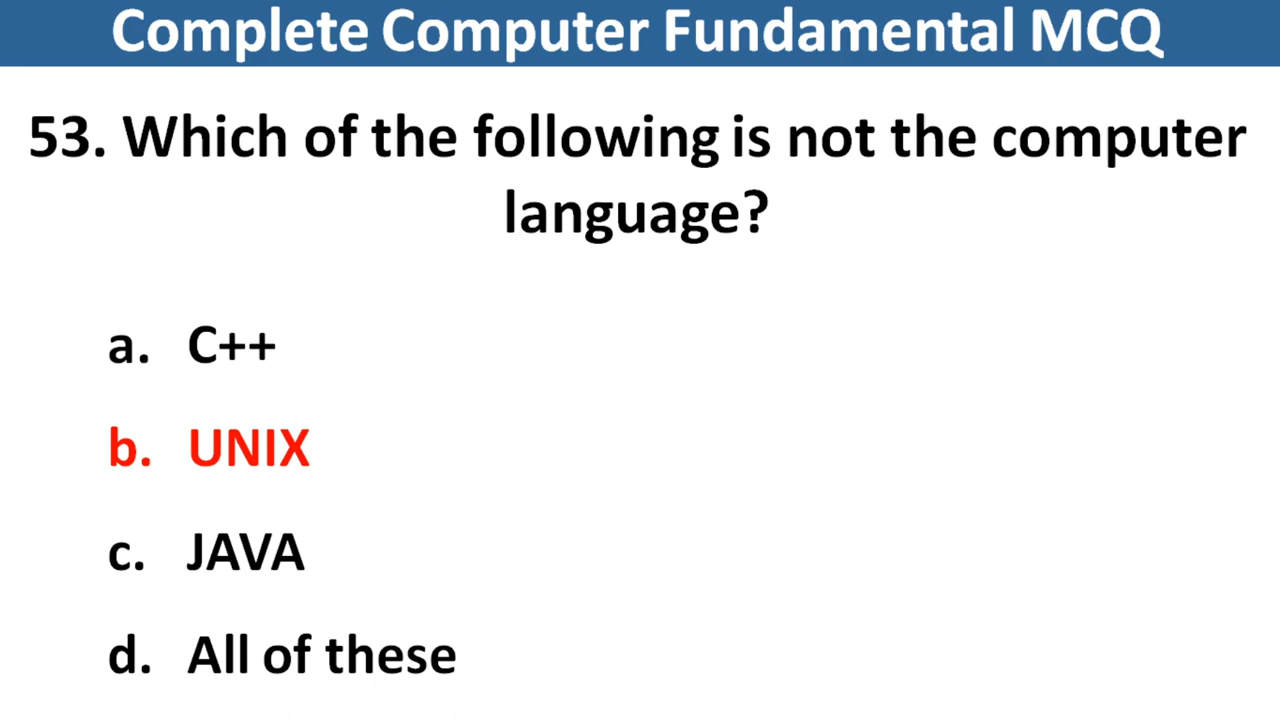 Complete Computer Fundamental MCQ
53. Which of the following is not the computer
language?
a. C++
b. UNIX
c. JAVA
d. All of these